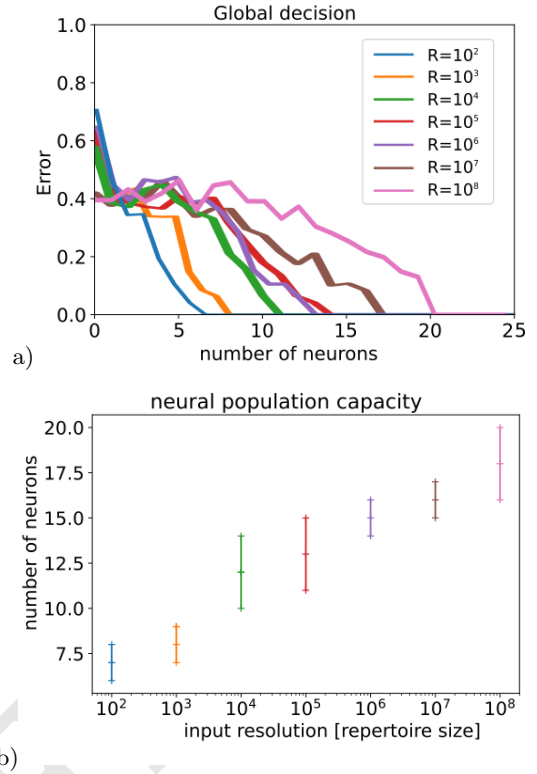 Global decision
1.0
0.8
0.6
0.4
0.2
0.0
Error
R=10²
R=10³
R=10⁴
R=10⁵
R=10⁶
R=10⁷
R=10⁸
0 5 10 15 20 25
number of neurons
a)
neural population capacity
20.0
17.5
15.0
12.5
10.0
7.5
number of neurons
10² 10³ 10⁴ 10⁵ 10⁶ 10⁷ 10⁸
input resolution [repertoire size]
b)